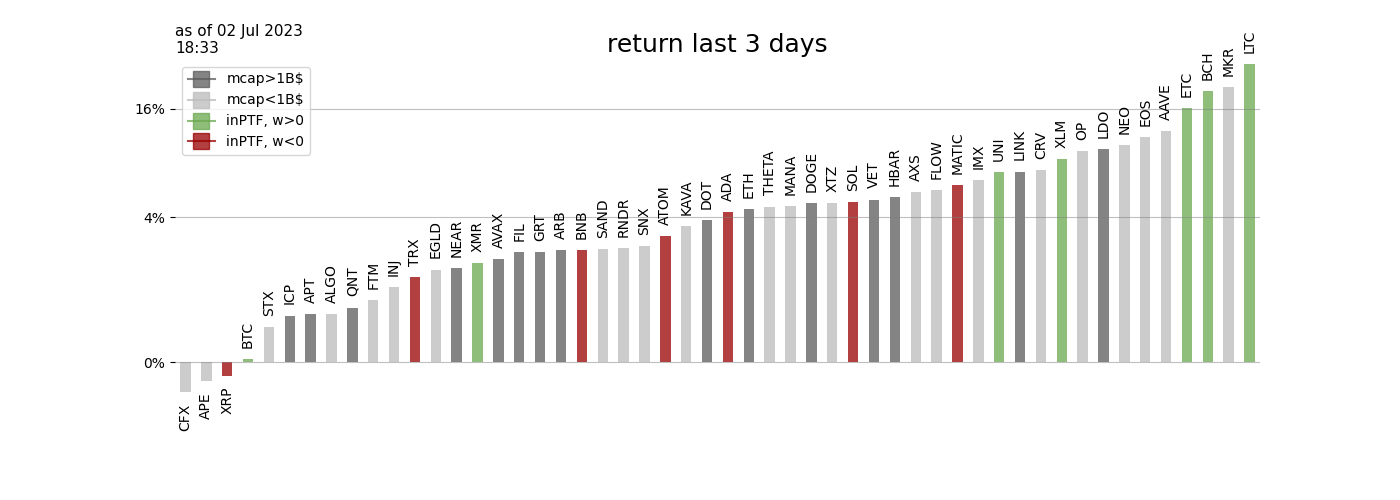 as of 02 Jul 2023
18:33
return last 3 days
mcap>1B$
mcap<1B$
inPTF, w>0
inPTF, w<0
16%
4%
0%
CFX
APE
XRP
BTC
STX
ICP
APT
ALGO
QNT
FTM
INJ
TRX
EGLD
NEAR
XMR
AVAX
FIL
GRT
ARB
BNB
SAND
RNDR
SNX
ATOM
KAVA
DOT
ADA
ETH
THETA
MANA
DOGE
XTZ
SOL
VET
HBAR
AXS
FLOW
MATIC
IMX
UNI
LINK
CRV
XLM
OP
LDO
NEO
EOS
AAVE
ETC
BCH
MKR
LTC